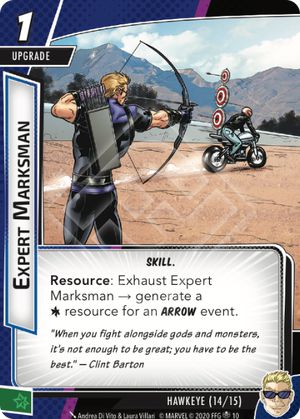 1
UPGRADE
EXPERT MARKSMAN
SKILL.
Resource: Exhaust Expert
Marksman → generate a
resource for an ARROW event.
"When you fight alongside gods and monsters,
it's not enough to be great; you have to be the
best." — Clint Barton
HAWKEYE (14/15)
Andrea Di Vito & Laura Villari © MARVEL © 2020 FFG 10